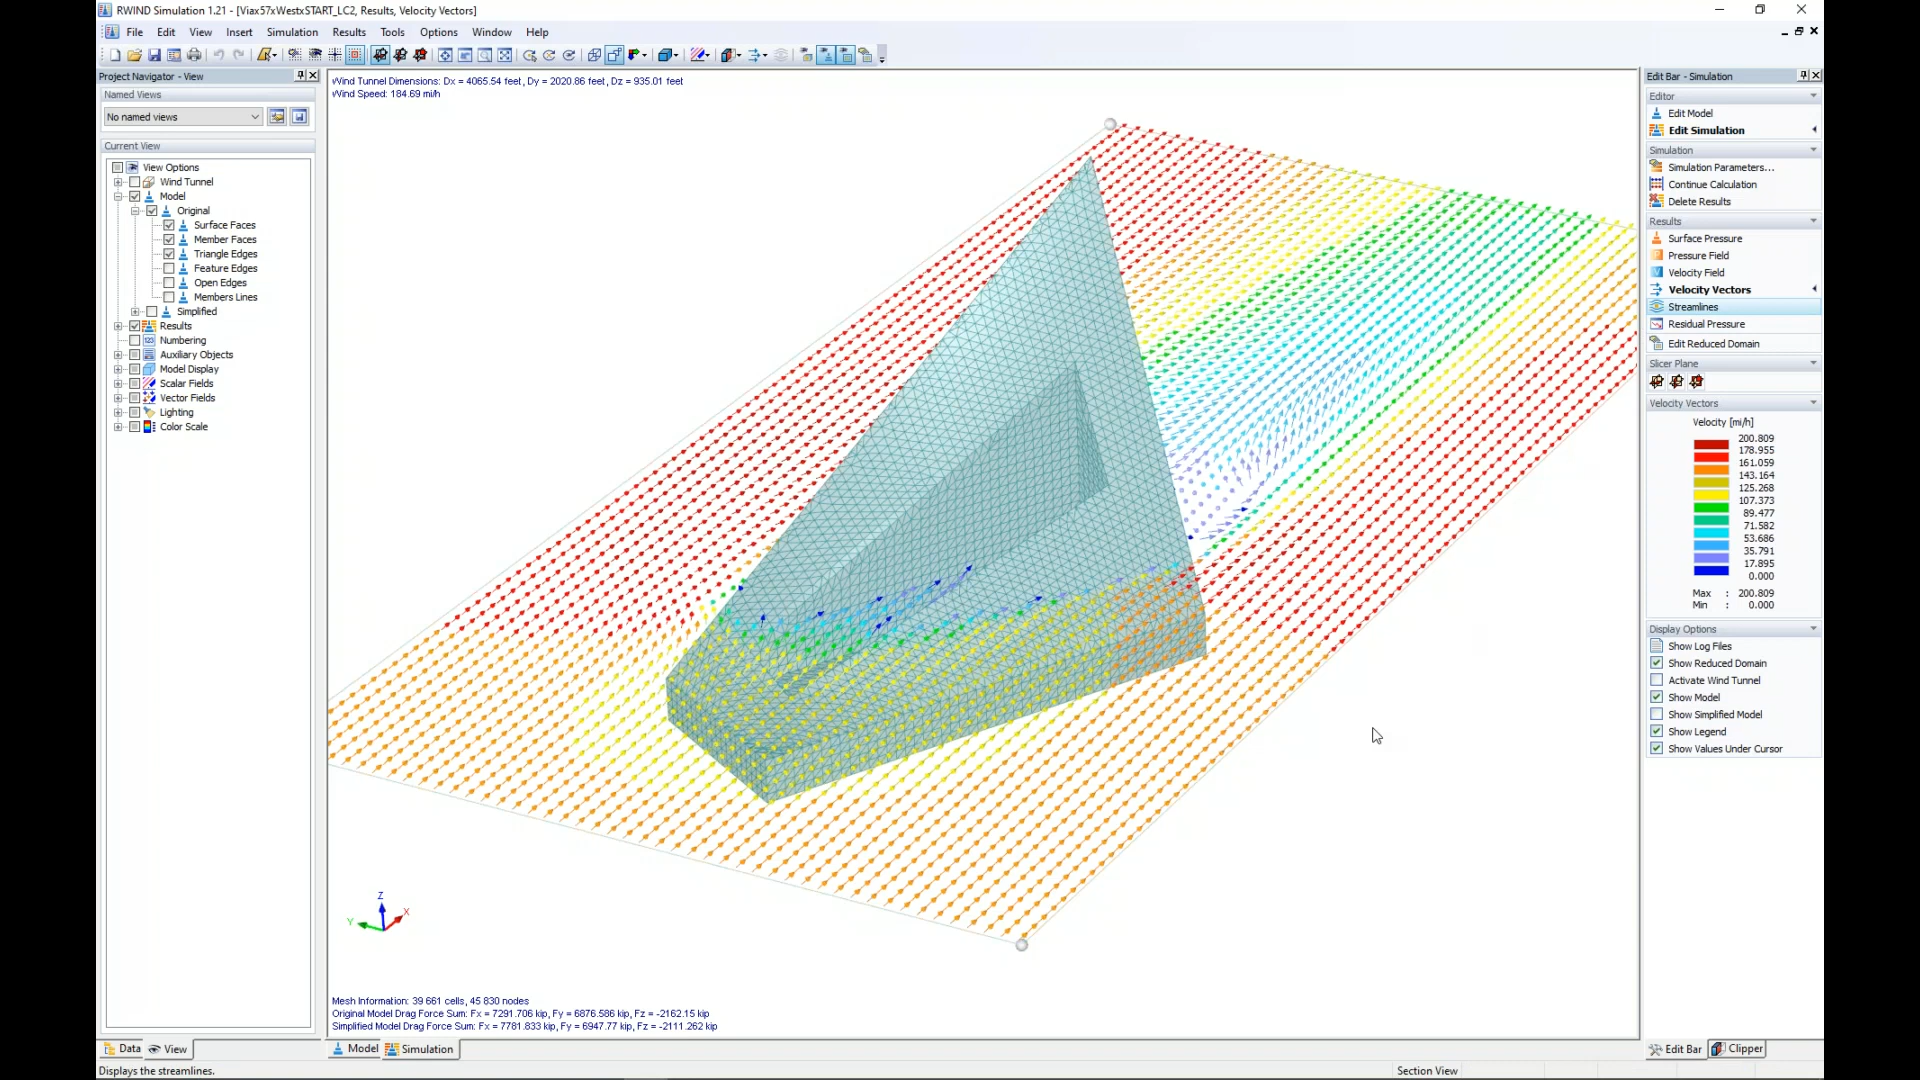 RWIND Simulation 1.21 - [Viax57xWestxSTART_LC2, Results, Velocity Vectors]
File Edit View Insert Simulation Results Tools Options Window Help
Project Navigator - View
Named Views
No named views
Current View
View Options
Wind Tunnel
Model
Original
Surface Faces
Member Faces
Triangle Edges
Feature Edges
Open Edges
Members Lines
Simplified
Results
Numbering
Auxiliary Objects
Model Display
Scalar Fields
Vector Fields
Lighting
Color Scale
Data View
Wind Tunnel Dimensions: Dx = 4065.54 feet, Dy = 2020.86 feet, Dz = 935.01 feet
Wind Speed: 184.69 mi/h
Z
Y
X
Mesh Information: 39 661 cells, 45 830 nodes
Original Model Drag Force Sum: Fx = 7291.706 kip, Fy = 6876.586 kip, Fz = -2162.15 kip
Simplified Model Drag Force Sum: Fx = 7781.833 kip, Fy = 6947.77 kip, Fz = -2111.262 kip
Model Simulation
Edit Bar - Simulation
Editor
Edit Model
Edit Simulation
Simulation
Simulation Parameters...
Continue Calculation
Delete Results
Results
Surface Pressure
Pressure Field
Velocity Field
Velocity Vectors
Streamlines
Residual Pressure
Edit Reduced Domain
Slicer Plane
Velocity Vectors
Velocity [mi/h]
200.809
178.955
161.059
143.164
125.268
107.373
89.477
71.582
53.686
35.791
17.895
0.000
Max : 200.809
Min : 0.000
Display Options
Show Log Files
Show Reduced Domain
Activate Wind Tunnel
Show Model
Show Simplified Model
Show Legend
Show Values Under Cursor
Edit Bar Clipper
Displays the streamlines.
Section View